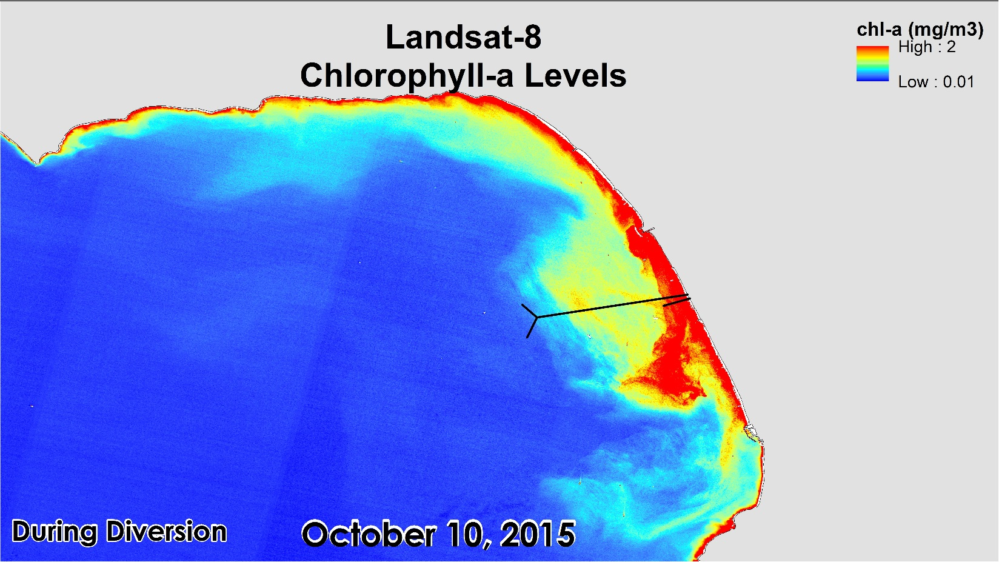 Landsat-8
Chlorophyll-a Levels
chl-a (mg/m3)
High : 2
Low : 0.01
During Diversion
October 10, 2015